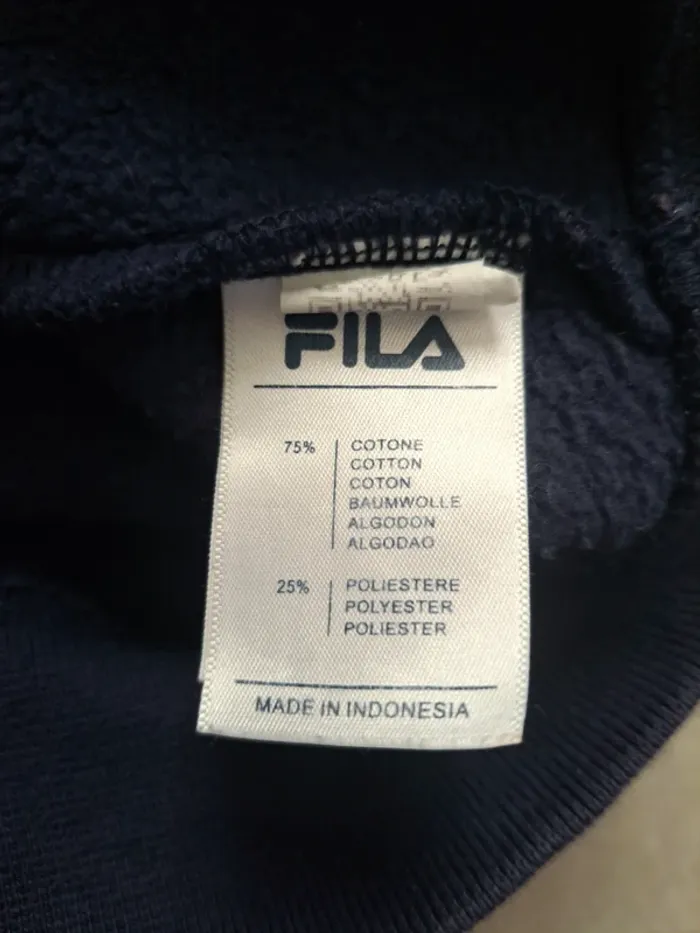 FILA
75% COTONE
COTTON
COTON
BAUMWOLLE
ALGODON
ALGODAO
25% POLIESTERE
POLYESTER
POLIESTER
MADE IN INDONESIA